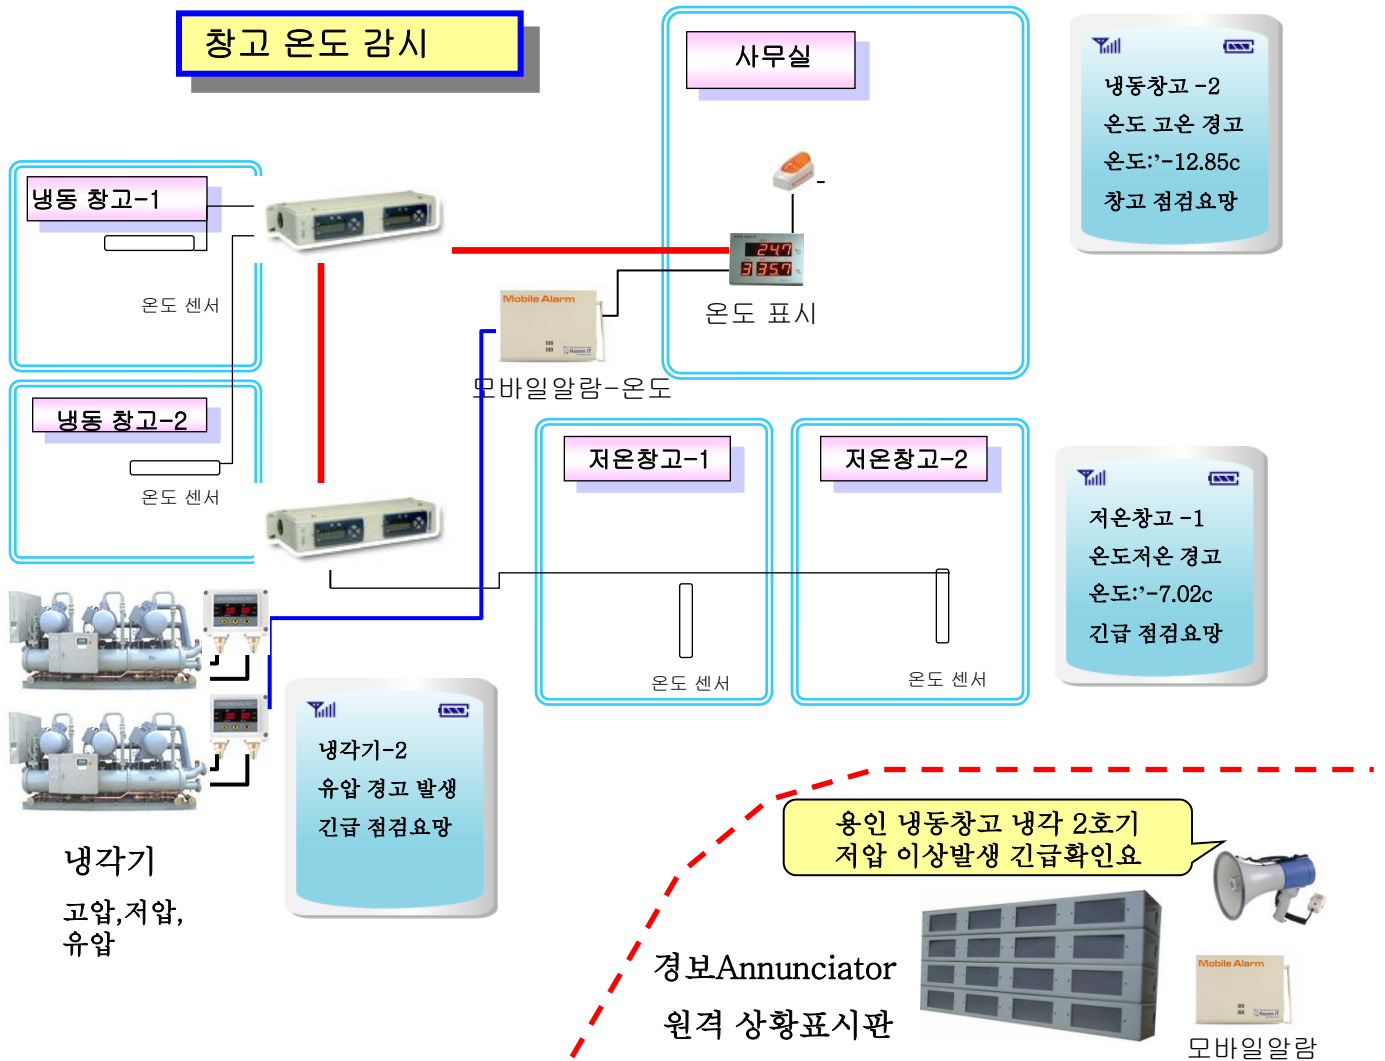 창고 온도 감시
사무실
냉동창고 -2
온도 고온 경고
온도:'-12.85c
창고 점검요망
냉동 창고-1
온도 센서
24.7
3 35.7
온도 표시
Mobile Alarm
모바일알람-온도
냉동 창고-2
온도 센서
저온창고-1
온도 센서
저온창고-2
온도 센서
저온창고 -1
온도저온 경고
온도:'-7.02c
긴급 점검요망
냉각기-2
유압 경고 발생
긴급 점검요망
냉각기
고압,저압,
유압
용인 냉동창고 냉각 2호기
저압 이상발생 긴급확인요
경보Annunciator
원격 상황표시판
Mobile Alarm
모바일알람